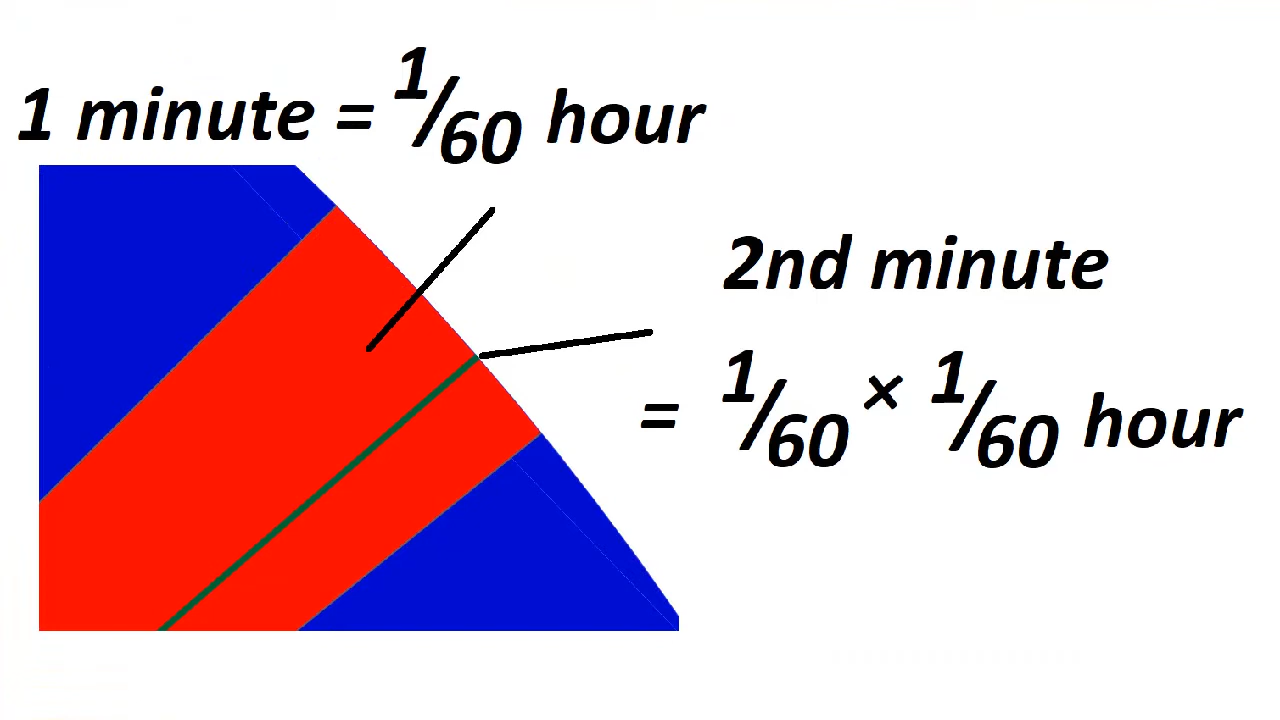 1 minute = 1/60 hour
2nd minute
= 1/60 × 1/60 hour